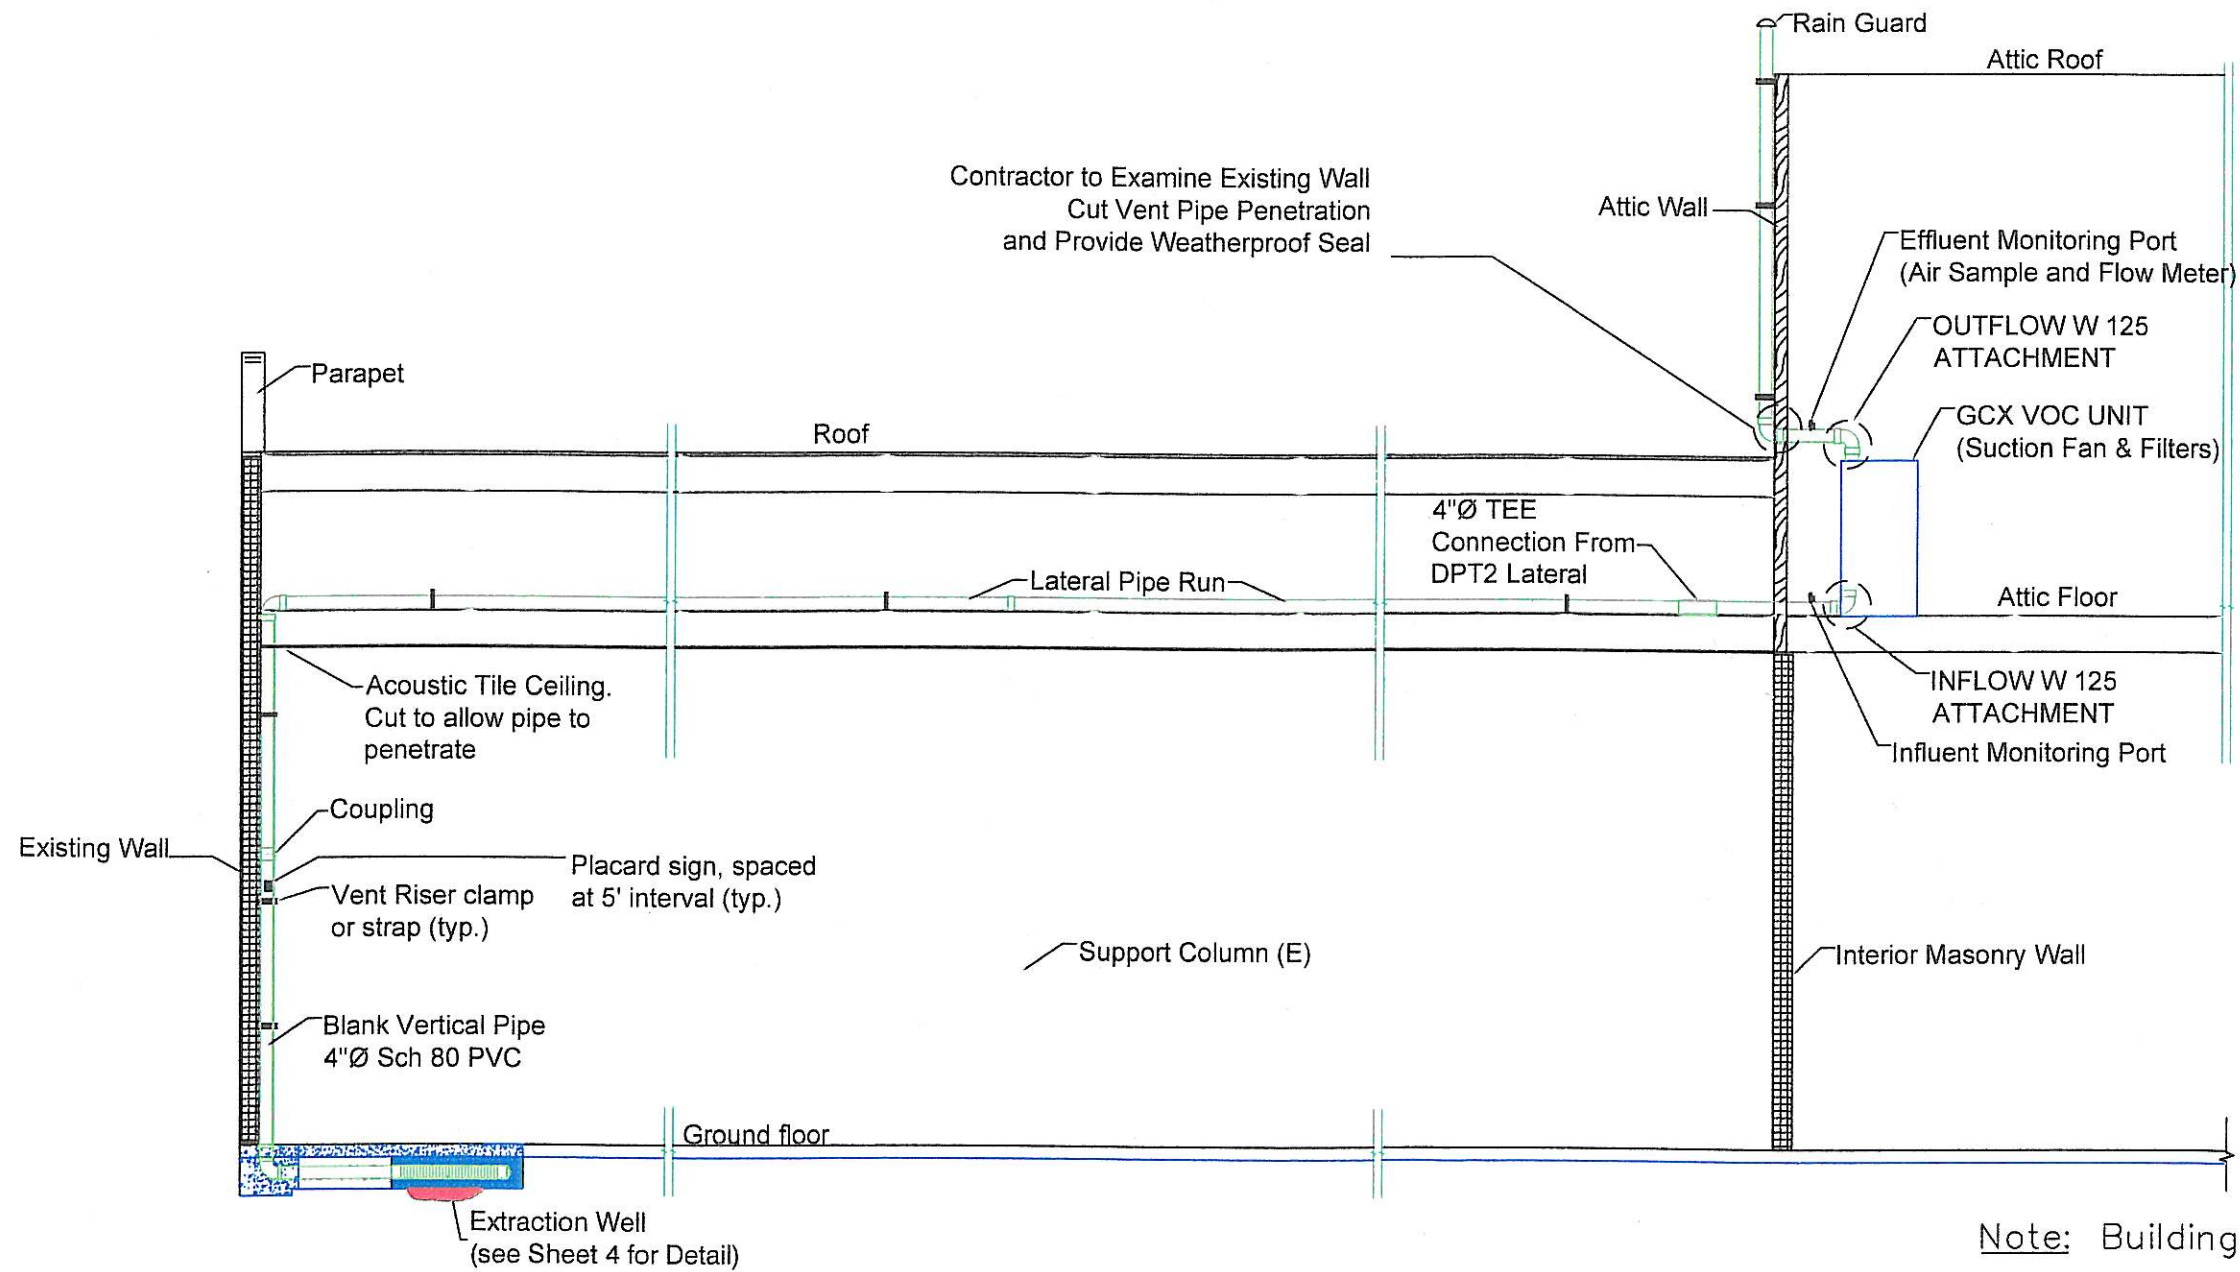 Rain Guard
Attic Roof
Contractor to Examine Existing Wall
Cut Vent Pipe Penetration
and Provide Weatherproof Seal
Attic Wall
Effluent Monitoring Port
(Air Sample and Flow Meter)
OUTFLOW W 125
ATTACHMENT
Parapet
GCX VOC UNIT
(Suction Fan & Filters)
Roof
4"Ø TEE
Connection From
DPT2 Lateral
Lateral Pipe Run
Attic Floor
Acoustic Tile Ceiling.
Cut to allow pipe to
penetrate
INFLOW W 125
ATTACHMENT
Influent Monitoring Port
Coupling
Existing Wall
Placard sign, spaced
at 5' interval (typ.)
Vent Riser clamp
or strap (typ.)
Support Column (E)
Interior Masonry Wall
Blank Vertical Pipe
4"Ø Sch 80 PVC
Ground floor
Extraction Well
(see Sheet 4 for Detail)
Note: Building